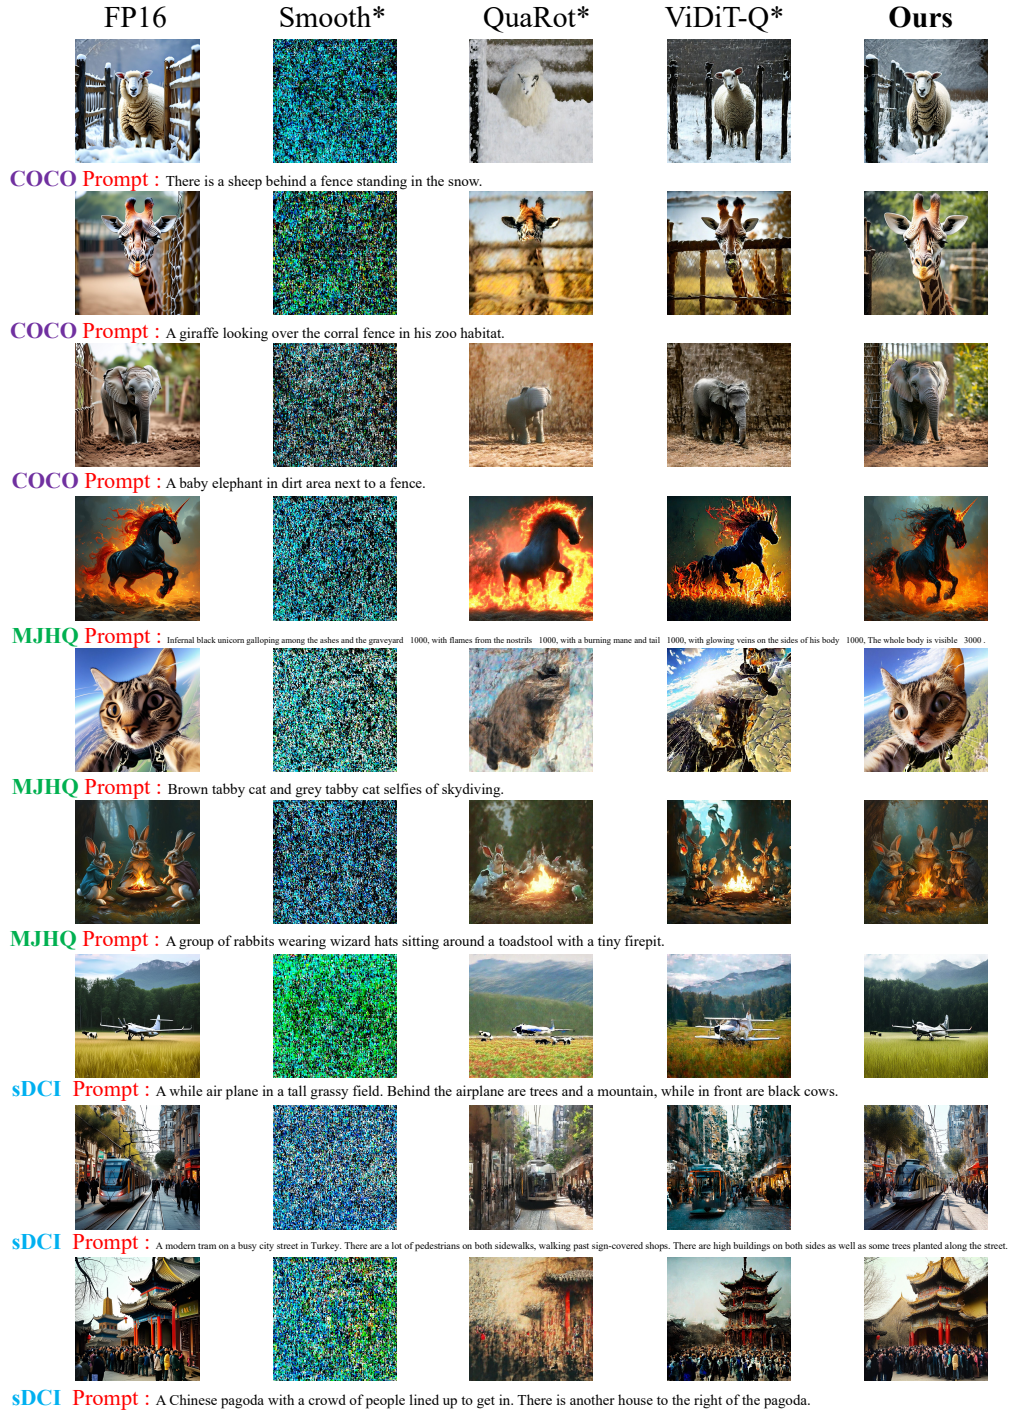 FP16 Smooth* QuaRot* ViDiT-Q* Ours
COCO Prompt : There is a sheep behind a fence standing in the snow.
COCO Prompt : A giraffe looking over the corral fence in his zoo habitat.
COCO Prompt : A baby elephant in dirt area next to a fence.
MJHQ Prompt : Infernal black unicorn galloping among the ashes and the graveyard 1000, with flames from the nostrils 1000, with a burning mane and tail 1000, with glowing veins on the sides of his body 1000, The whole body is visible 3000 .
MJHQ Prompt : Brown tabby cat and grey tabby cat selfies of skydiving.
MJHQ Prompt : A group of rabbits wearing wizard hats sitting around a toadstool with a tiny firepit.
sDCI Prompt : A while air plane in a tall grassy field. Behind the airplane are trees and a mountain, while in front are black cows.
sDCI Prompt : A modern tram on a busy city street in Turkey. There are a lot of pedestrians on both sidewalks, walking past sign-covered shops. There are high buildings on both sides as well as some trees planted along the street.
sDCI Prompt : A Chinese pagoda with a crowd of people lined up to get in. There is another house to the right of the pagoda.